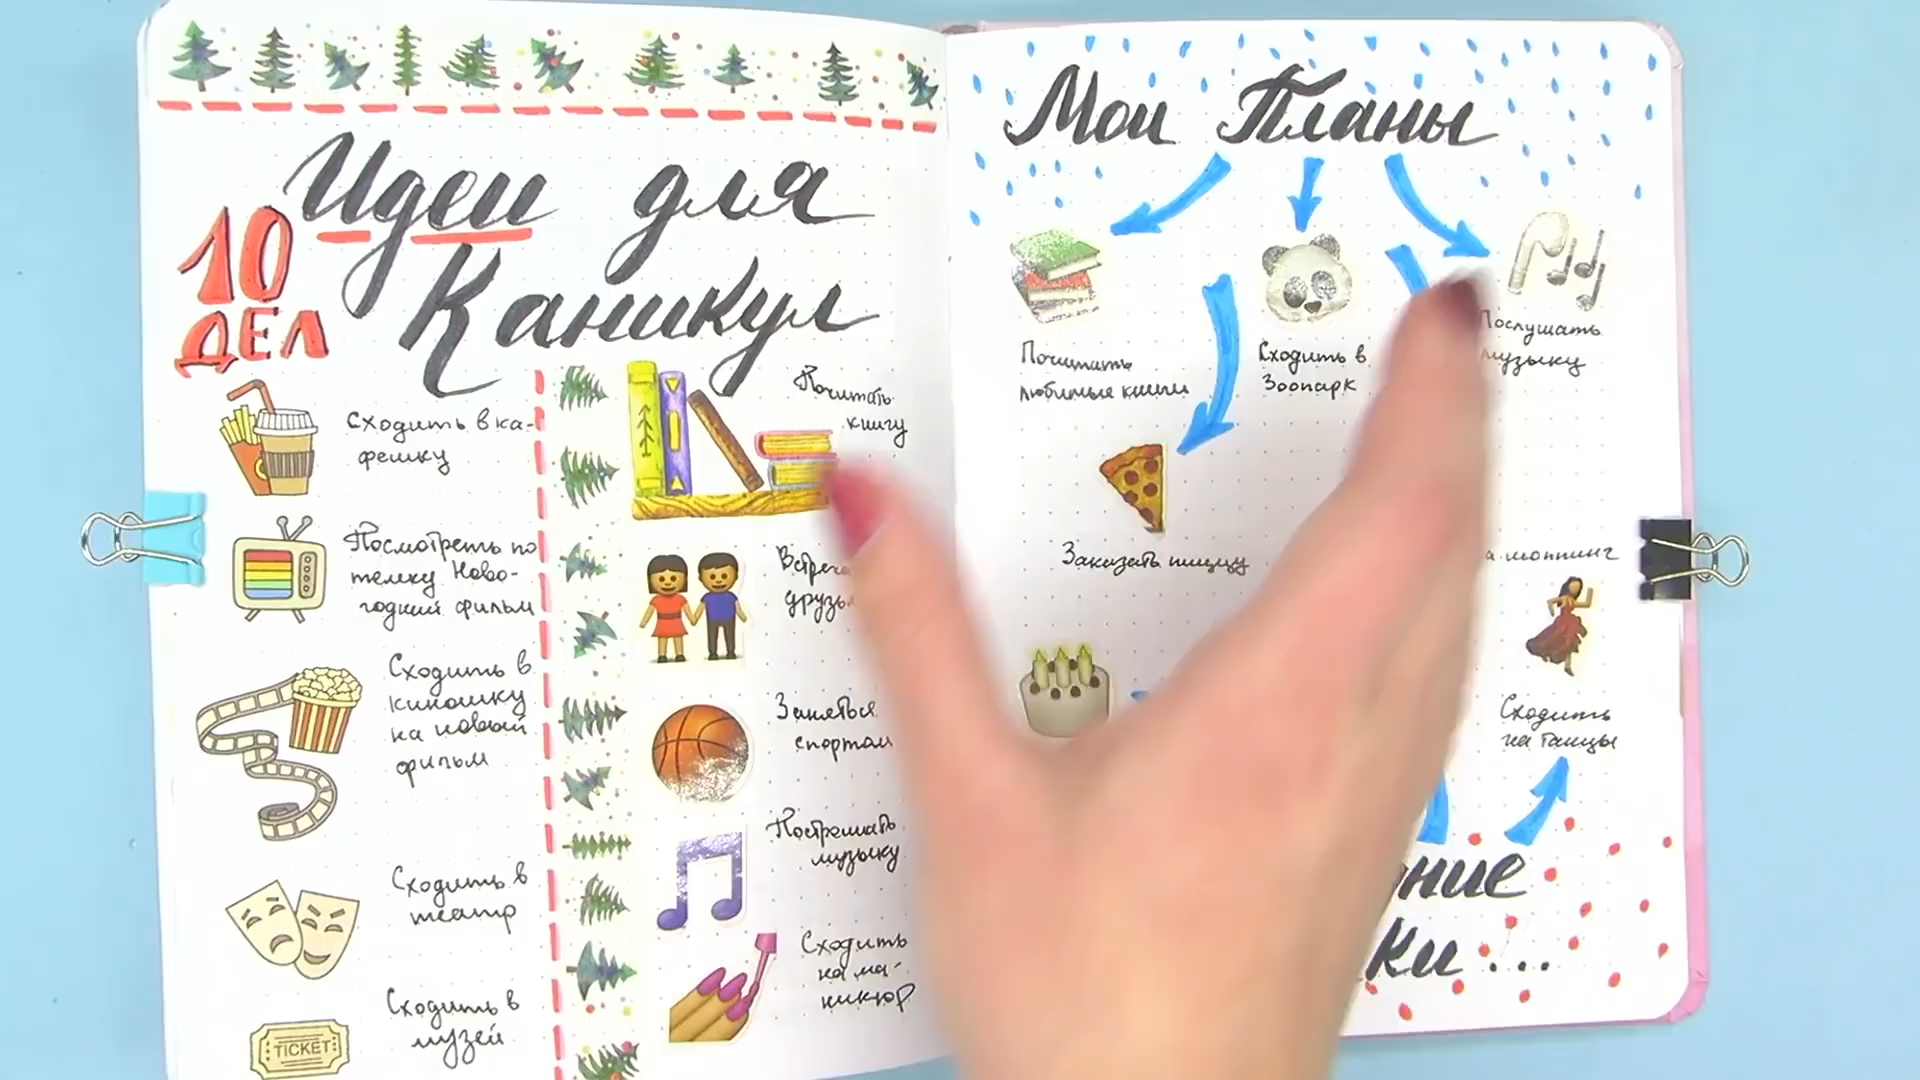 Идеи для
Каникул
10
ДЕЛ
Сходить в ка-
фешку
Посмотреть по
телику Ново-
годний фильм
Сходить в
киношку
на новый
фильм
Сходить в
театр
Сходить в
музей
TICKET
Почитать
книгу
Заняться
спортом
Послушать
музыку
Сходить
на ма-
никюр
Мои Планы
Почитать
любимые книги
Сходить в
Зоопарк
Послушать
музыку
Заказать пиццу
шоппинг
Сходить
на танцы